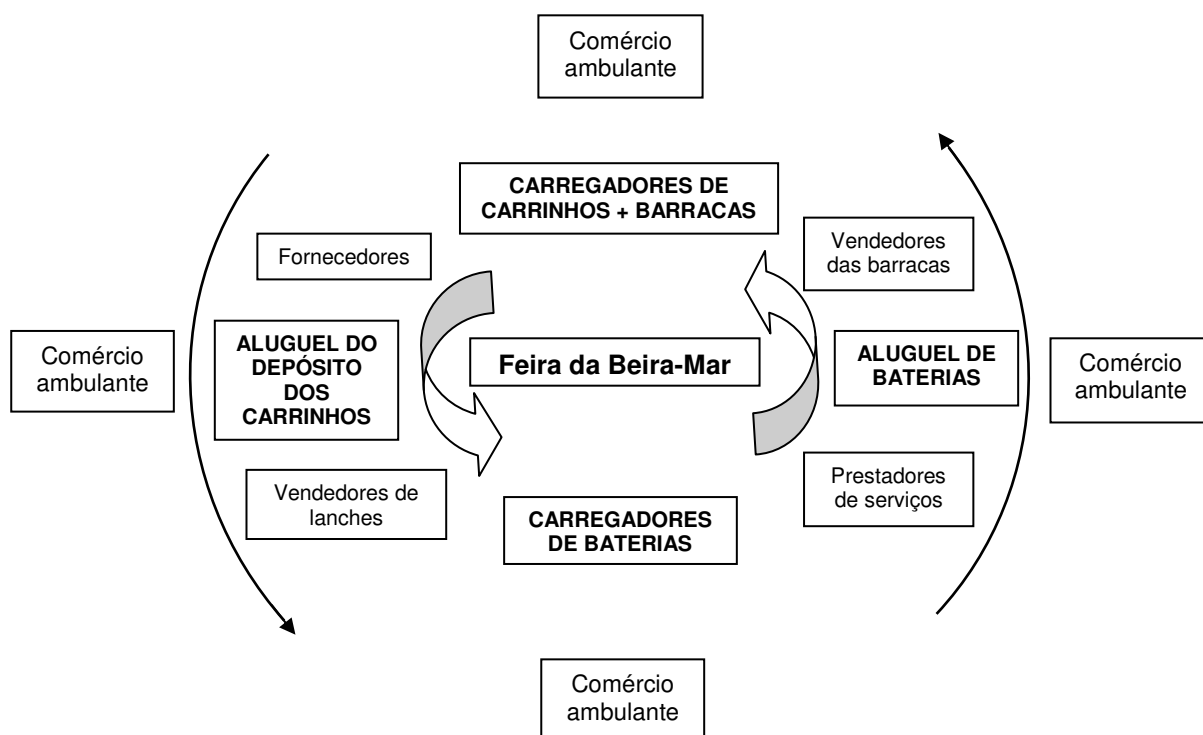 Comércio
ambulante
CARREGADORES DE
CARRINHOS + BARRACAS
Fornecedores
Vendedores
das barracas
Comércio
ambulante
ALUGUEL DO
DEPÓSITO
DOS
CARRINHOS
Feira da Beira-Mar
ALUGUEL DE
BATERIAS
Comércio
ambulante
Vendedores de
lanches
Prestadores
de serviços
CARREGADORES
DE BATERIAS
Comércio
ambulante